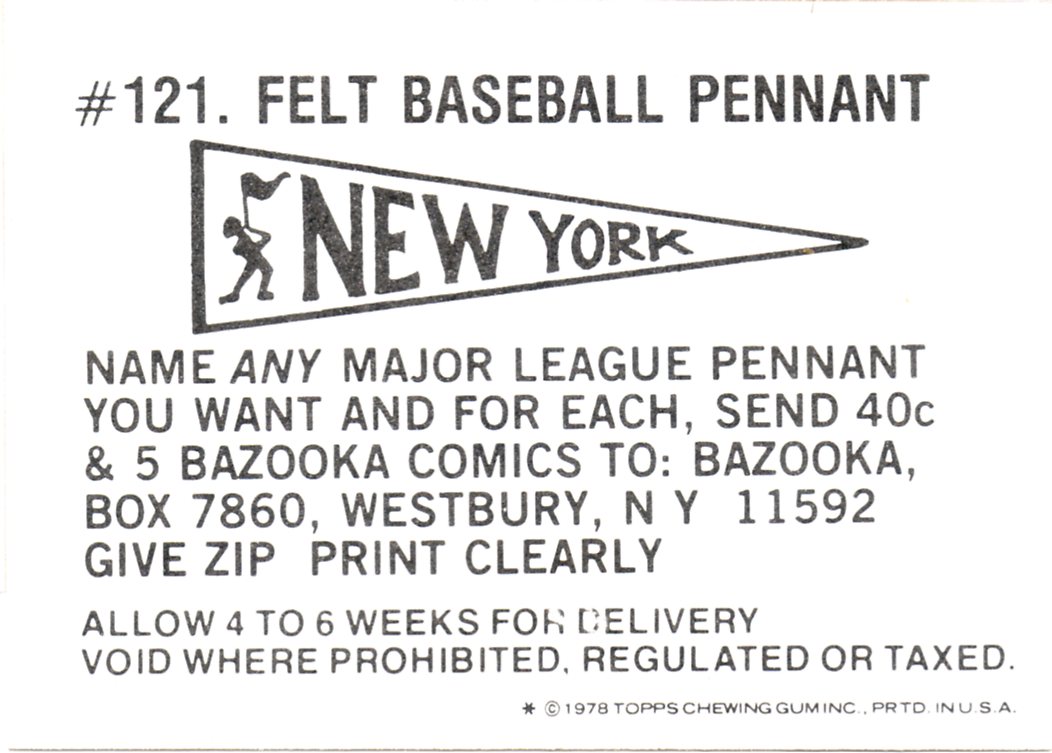 #121. FELT BASEBALL PENNANT
NEW YORK
NAME ANY MAJOR LEAGUE PENNANT
YOU WANT AND FOR EACH, SEND 40c
& 5 BAZOOKA COMICS TO: BAZOOKA,
BOX 7860, WESTBURY, N Y 11592
GIVE ZIP PRINT CLEARLY
ALLOW 4 TO 6 WEEKS FOR DELIVERY
VOID WHERE PROHIBITED, REGULATED OR TAXED.
* ©1978 TOPPS CHEWING GUM INC., PRTD. IN U.S.A.